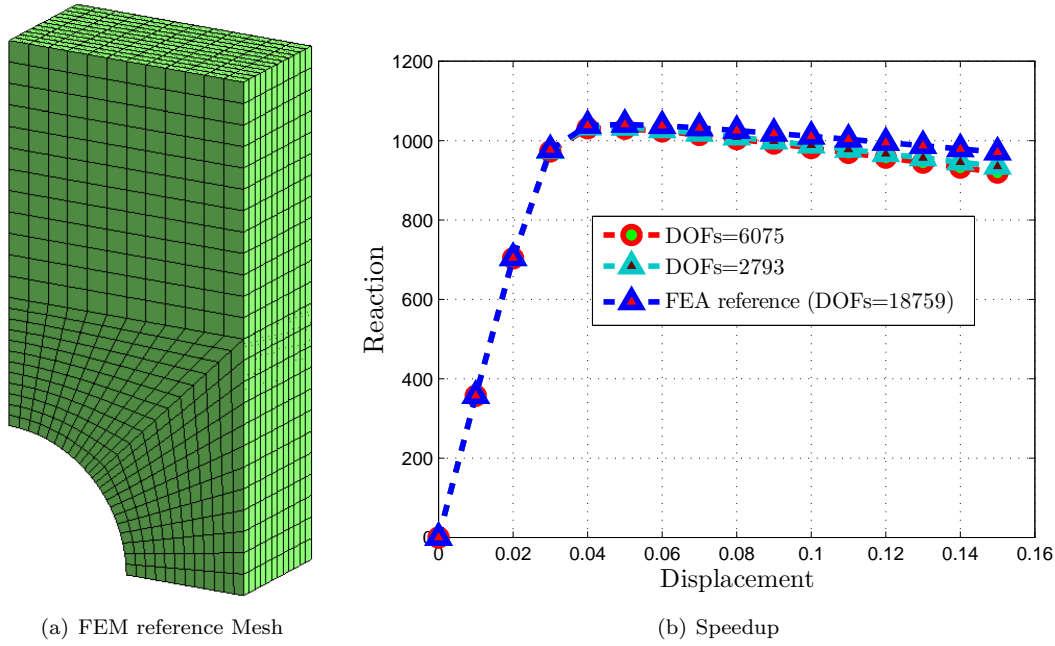 1200
1000
800
600
400
200
0
0 0.02 0.04 0.06 0.08 0.1 0.12 0.14 0.16
Reaction
Displacement
DOFs=6075
DOFs=2793
FEA reference (DOFs=18759)
(a) FEM reference Mesh
(b) Speedup